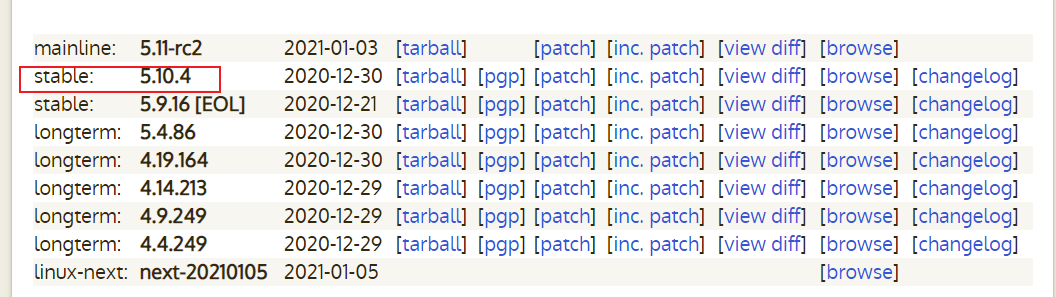 mainline: 5.11-rc2 2021-01-03 [tarball] [patch] [inc. patch] [view diff] [browse]
stable: 5.10.4 2020-12-30 [tarball] [pgp] [patch] [inc. patch] [view diff] [browse] [changelog]
stable: 5.9.16 [EOL] 2020-12-21 [tarball] [pgp] [patch] [inc. patch] [view diff] [browse] [changelog]
longterm: 5.4.86 2020-12-30 [tarball] [pgp] [patch] [inc. patch] [view diff] [browse] [changelog]
longterm: 4.19.164 2020-12-30 [tarball] [pgp] [patch] [inc. patch] [view diff] [browse] [changelog]
longterm: 4.14.213 2020-12-29 [tarball] [pgp] [patch] [inc. patch] [view diff] [browse] [changelog]
longterm: 4.9.249 2020-12-29 [tarball] [pgp] [patch] [inc. patch] [view diff] [browse] [changelog]
longterm: 4.4.249 2020-12-29 [tarball] [pgp] [patch] [inc. patch] [view diff] [browse] [changelog]
linux-next: next-20210105 2021-01-05 [browse]